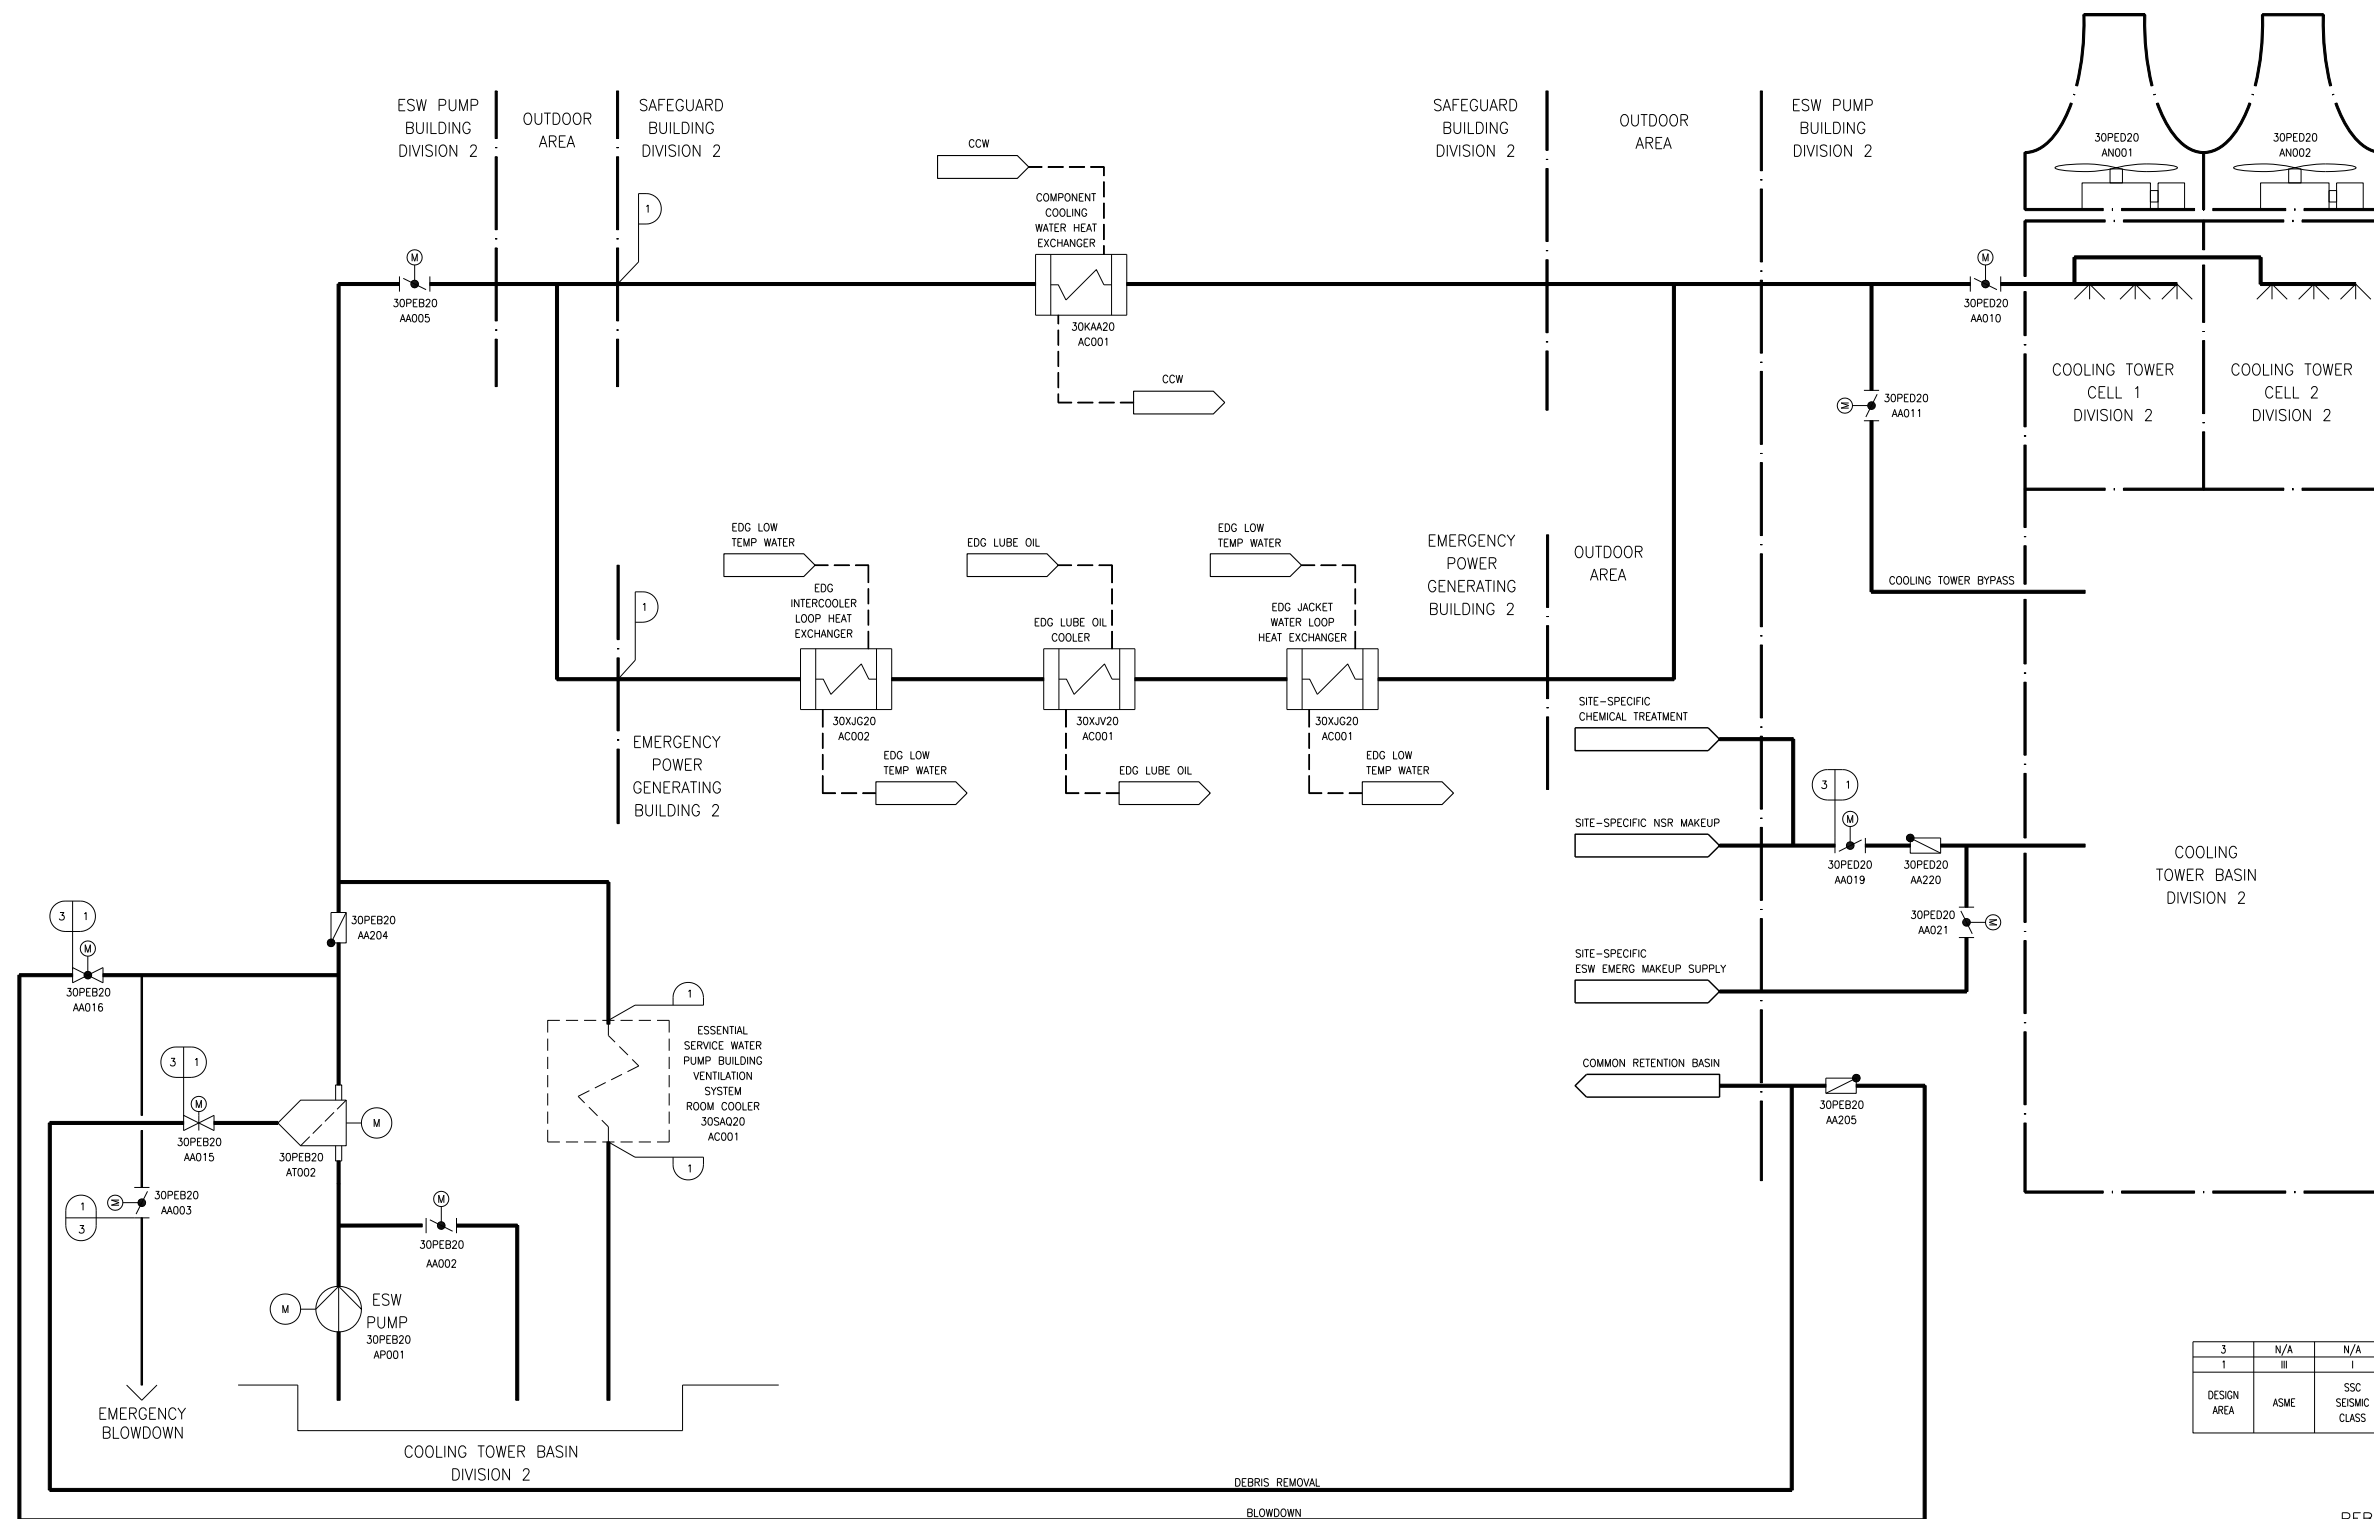 ESW PUMP
BUILDING
DIVISION 2
OUTDOOR
AREA
SAFEGUARD
BUILDING
DIVISION 2
CCW
COMPONENT
COOLING
WATER HEAT
EXCHANGER
SAFEGUARD
BUILDING
DIVISION 2
OUTDOOR
AREA
ESW PUMP
BUILDING
DIVISION 2
30PED20
AN001
30PED20
AN002
1
M
30PEB20
AA005
30KAA20
AC001
CCW
M
30PED20
AA010
M
30PED20
AA011
COOLING TOWER
CELL 1
DIVISION 2
COOLING TOWER
CELL 2
DIVISION 2
COOLING TOWER BYPASS
1
EDG LOW
TEMP WATER
EDG
INTERCOOLER
LOOP HEAT
EXCHANGER
EDG LUBE OIL
EDG LUBE OIL
COOLER
EDG LOW
TEMP WATER
EDG JACKET
WATER LOOP
HEAT EXCHANGER
EMERGENCY
POWER
GENERATING
BUILDING 2
OUTDOOR
AREA
30XJG20
AC002
30XJV20
AC001
30XJG20
AC001
EMERGENCY
POWER
GENERATING
BUILDING 2
EDG LOW
TEMP WATER
EDG LUBE OIL
EDG LOW
TEMP WATER
SITE-SPECIFIC
CHEMICAL TREATMENT
3 1
M
SITE-SPECIFIC NSR MAKEUP
30PED20
AA019
30PED20
AA220
COOLING
TOWER BASIN
DIVISION 2
30PED20
AA021
M
SITE-SPECIFIC
ESW EMERG MAKEUP SUPPLY
COMMON RETENTION BASIN
30PEB20
AA205
3 1
M
30PEB20
AA016
30PEB20
AA204
3 1
M
30PEB20
AA015
30PEB20
AT002
M
1
ESSENTIAL
SERVICE WATER
PUMP BUILDING
VENTILATION
SYSTEM
ROOM COOLER
30SAQ20
AC001
1
1
3
M
30PEB20
AA003
M
30PEB20
AA002
M
ESW
PUMP
30PEB20
AP001
EMERGENCY
BLOWDOWN
COOLING TOWER BASIN
DIVISION 2
DEBRIS REMOVAL
BLOWDOWN
3 N/A N/A
1 III I
DESIGN
AREA
ASME
SSC
SEISMIC
CLASS